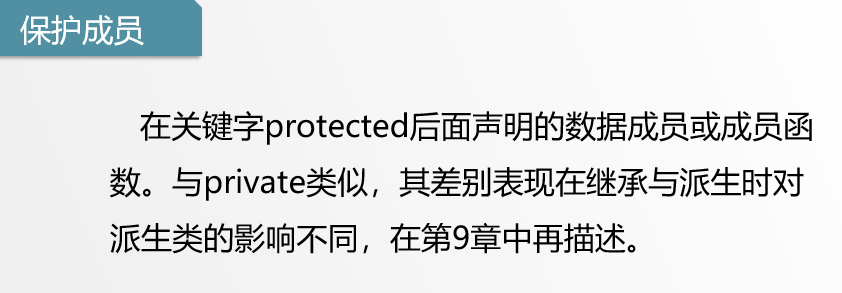 保护成员
在关键字protected后面声明的数据成员或成员函
数。与private类似，其差别表现在继承与派生时对
派生类的影响不同，在第9章中再描述。